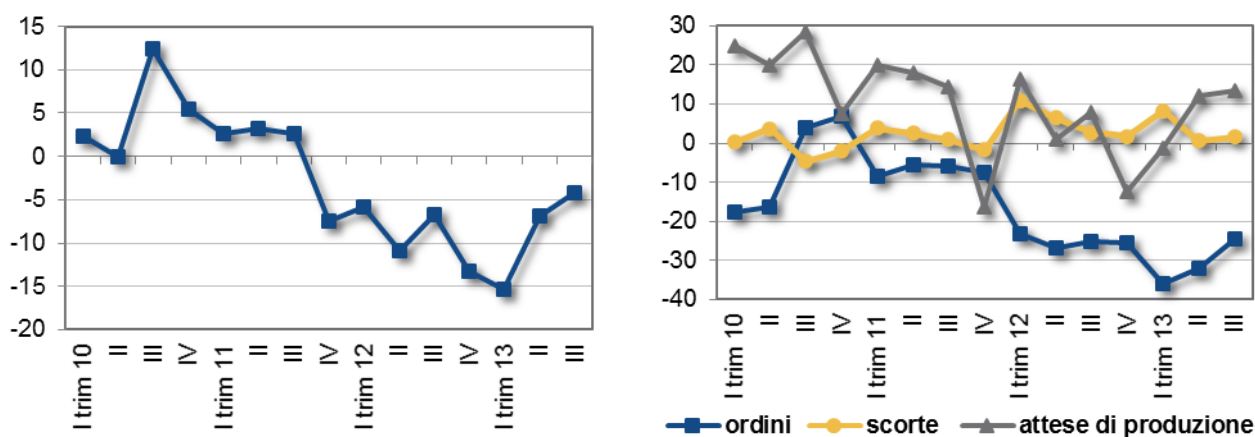 15
10
5
0
-5
-10
-15
-20
I trim 10
II
III
IV
I trim 11
II
III
IV
I trim 12
II
III
IV
I trim 13
II
III
30
20
10
0
-10
-20
-30
-40
I trim 10
II
III
IV
I trim 11
II
III
IV
I trim 12
II
III
IV
I trim 13
II
III
ordini scorte attese di produzione